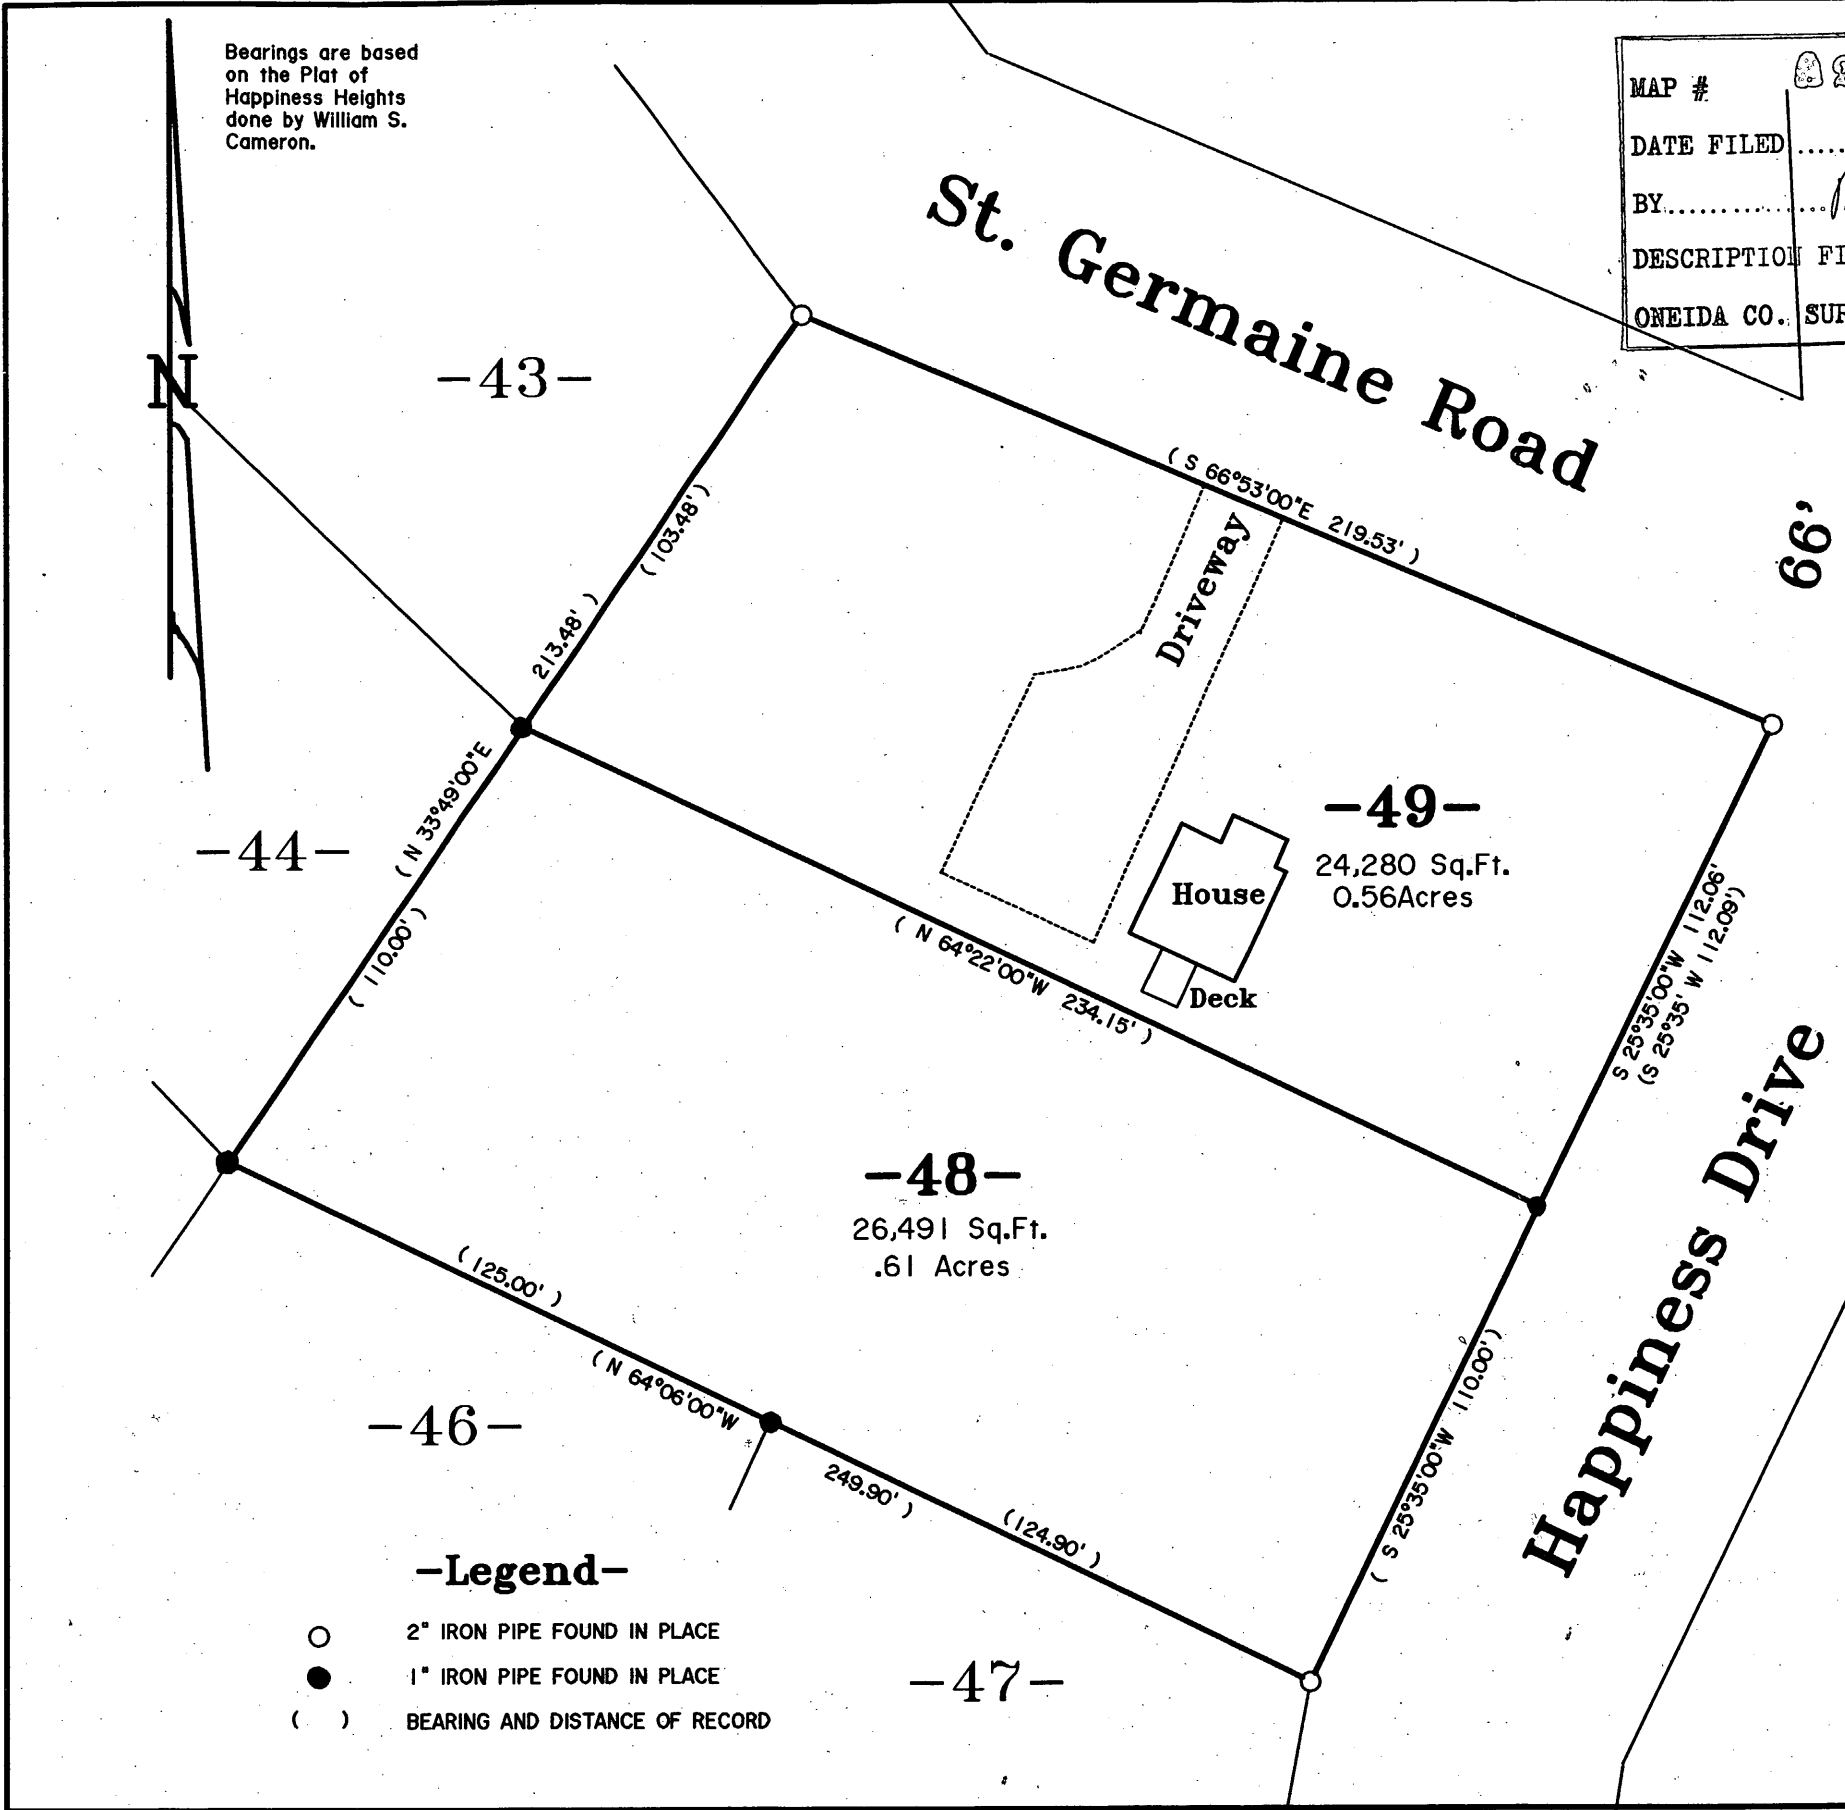 Bearings are based
on the Plat of
Happiness Heights
done by William S.
Cameron.
MAP #
DATE FILED .....
BY...............
DESCRIPTION
ONEIDA CO.
St. Germaine Road
66'
N
-43-
( S 66°53'00"E 219.53' )
(103.48')
213.48' )
Driveway
-49-
24,280 Sq.Ft.
0.56Acres
House
Deck
-44-
( N 33°49'00"E
( 110.00')
( N 64°22'00"W 234.15' )
S 25°35'00"W 112.06'
(S 25°35' W 112.09')
Happiness Drive
-48-
26,491 Sq.Ft.
.61 Acres
( 125.00' )
( N 64°06'00"W
249.90' )
(124.90' )
( S 25°35'00"W 110.00')
-46-
-47-
-Legend-
2" IRON PIPE FOUND IN PLACE
1" IRON PIPE FOUND IN PLACE
( ) BEARING AND DISTANCE OF RECORD